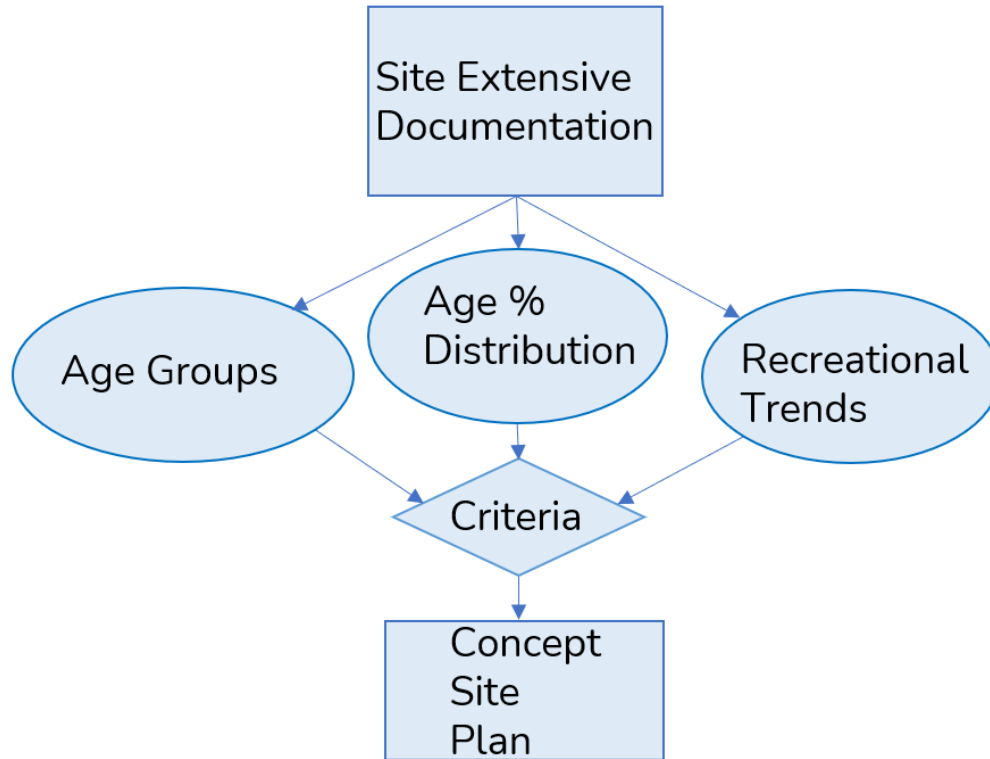 Site Extensive
Documentation
Age Groups
Age %
Distribution
Recreational
Trends
Criteria
Concept
Site
Plan